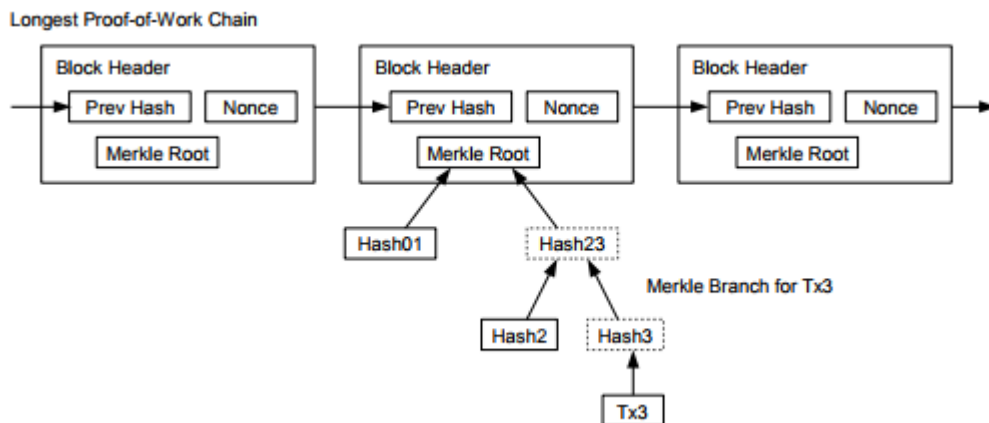 Longest Proof-of-Work Chain
Block Header
Block Header
Block Header
Prev Hash
Nonce
Prev Hash
Nonce
Prev Hash
Nonce
Merkle Root
Merkle Root
Merkle Root
Hash01
Hash23
Merkle Branch for Tx3
Hash2
Hash3
Tx3